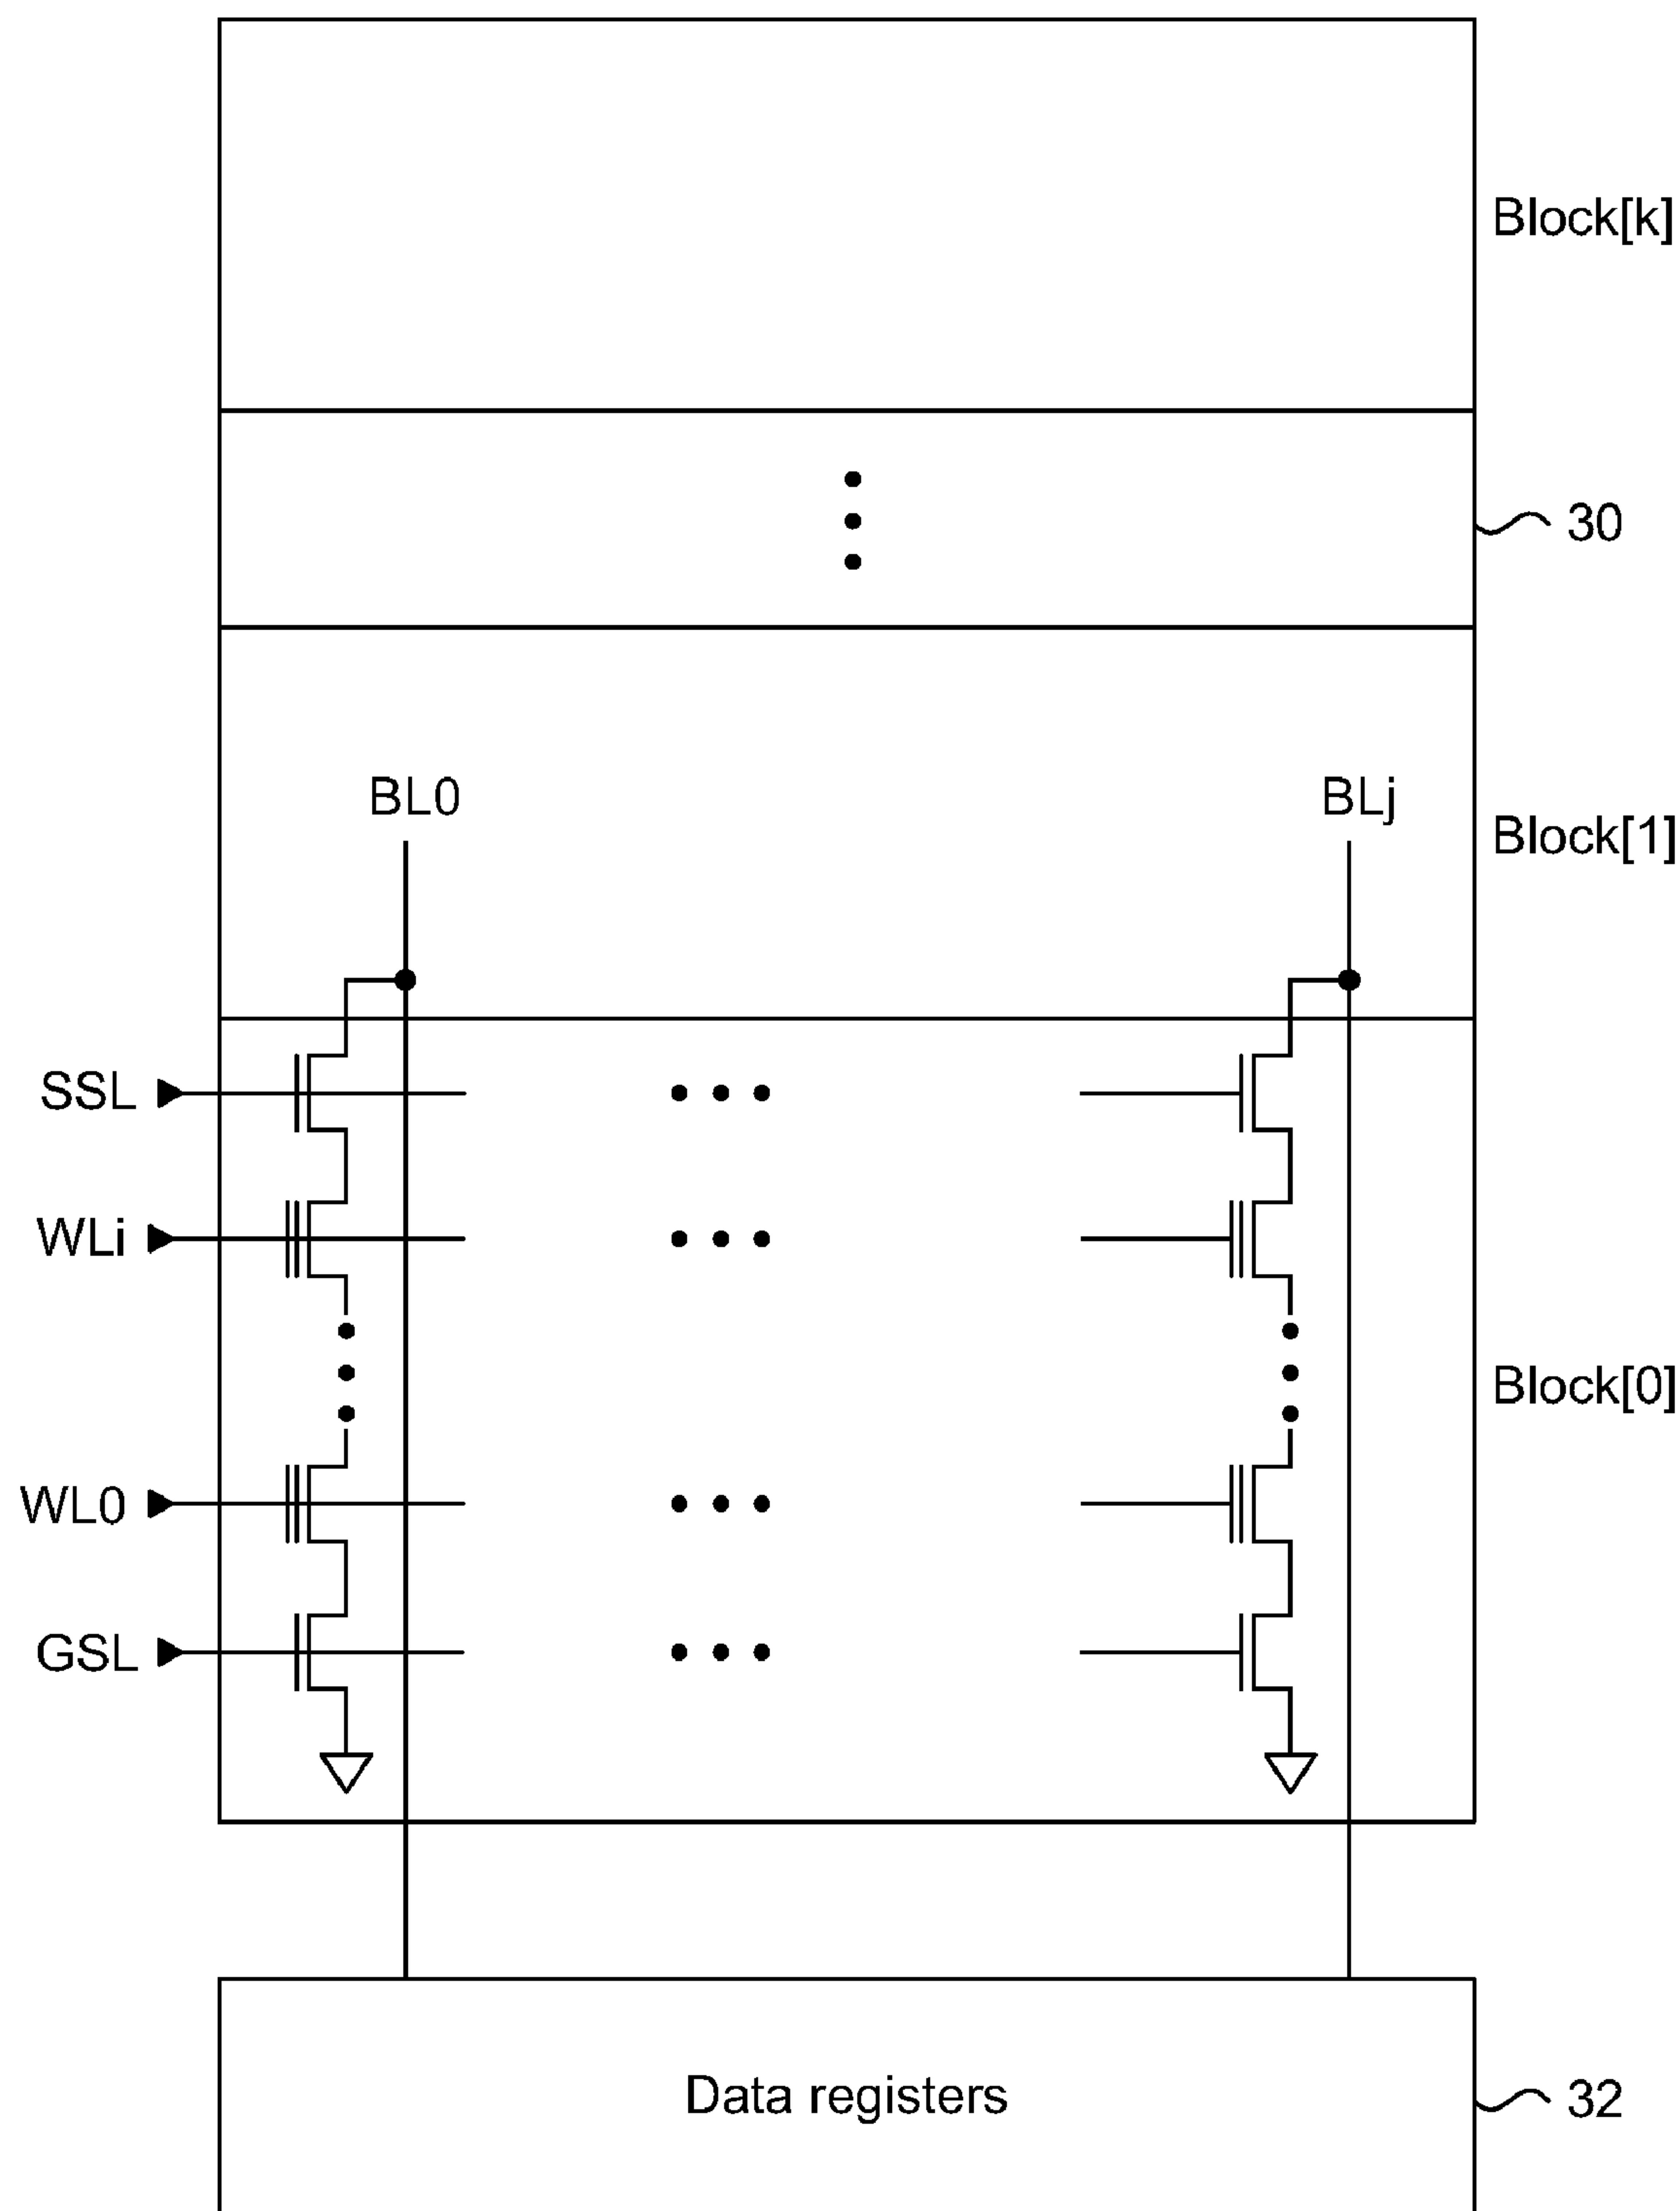 Block[k]
30
BL0
BLj
Block[1]
SSL
WLi
Block[0]
WL0
GSL
Data registers
32